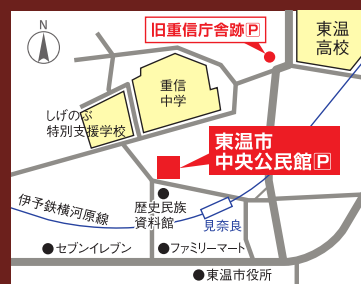 N
旧重信庁舎跡P
東温
高校
重信
中学
しげのぶ
特別支援学校
東温市
中央公民館P
伊予鉄横河原線
歴史民族
資料館
見奈良
セブンイレブン
ファミリーマート
東温市役所